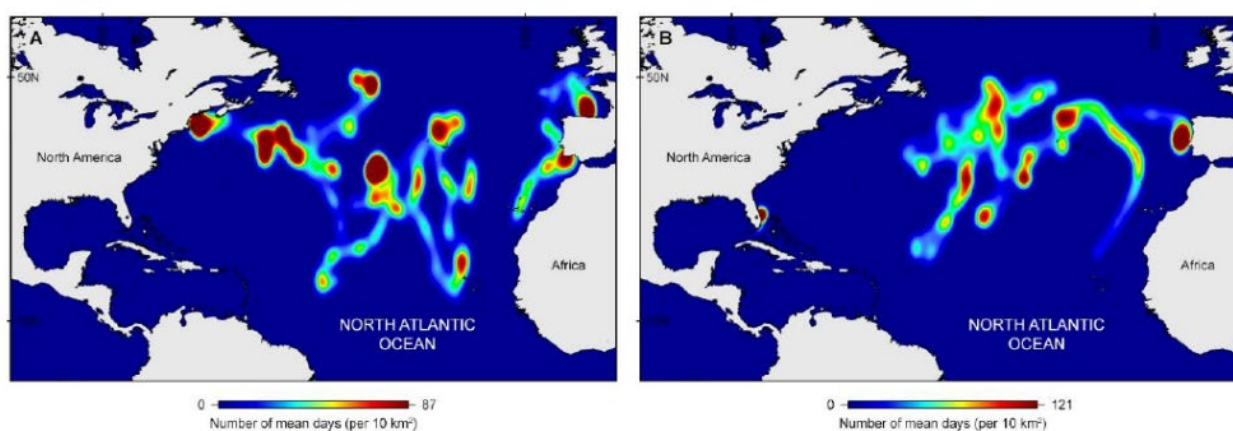 A
50N
North America
Africa
NORTH ATLANTIC
OCEAN
0
87
Number of mean days (per 10 km²)
B
50N
North America
Africa
NORTH ATLANTIC
OCEAN
0
121
Number of mean days (per 10 km²)